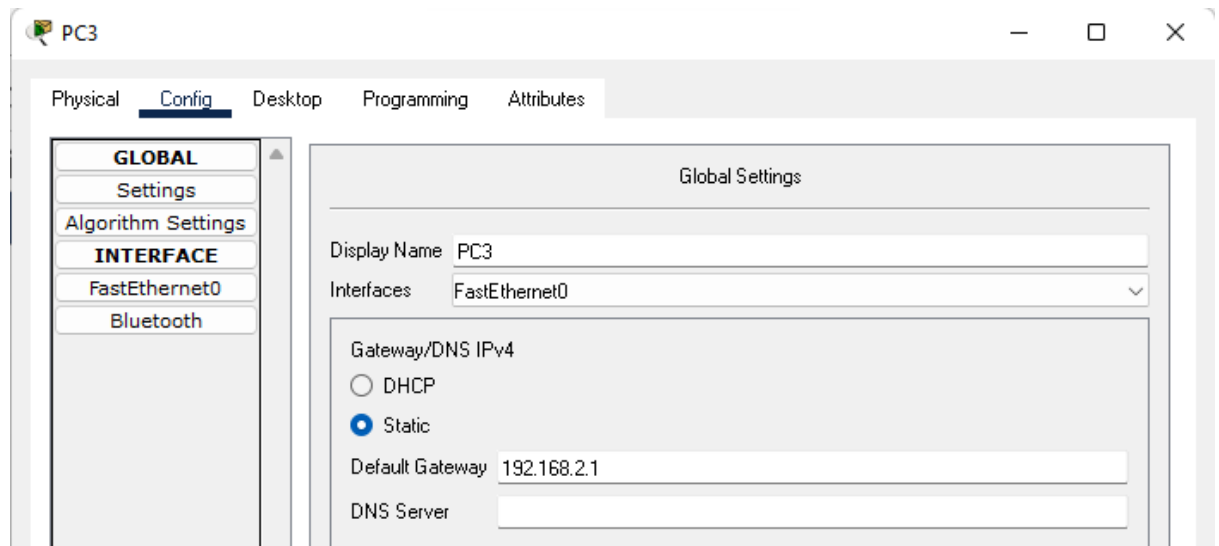 PC3
Physical Config Desktop Programming Attributes
GLOBAL
Settings
Algorithm Settings
INTERFACE
FastEthernet0
Bluetooth
Global Settings
Display Name PC3
Interfaces FastEthernet0
Gateway/DNS IPv4
DHCP
Static
Default Gateway 192.168.2.1
DNS Server